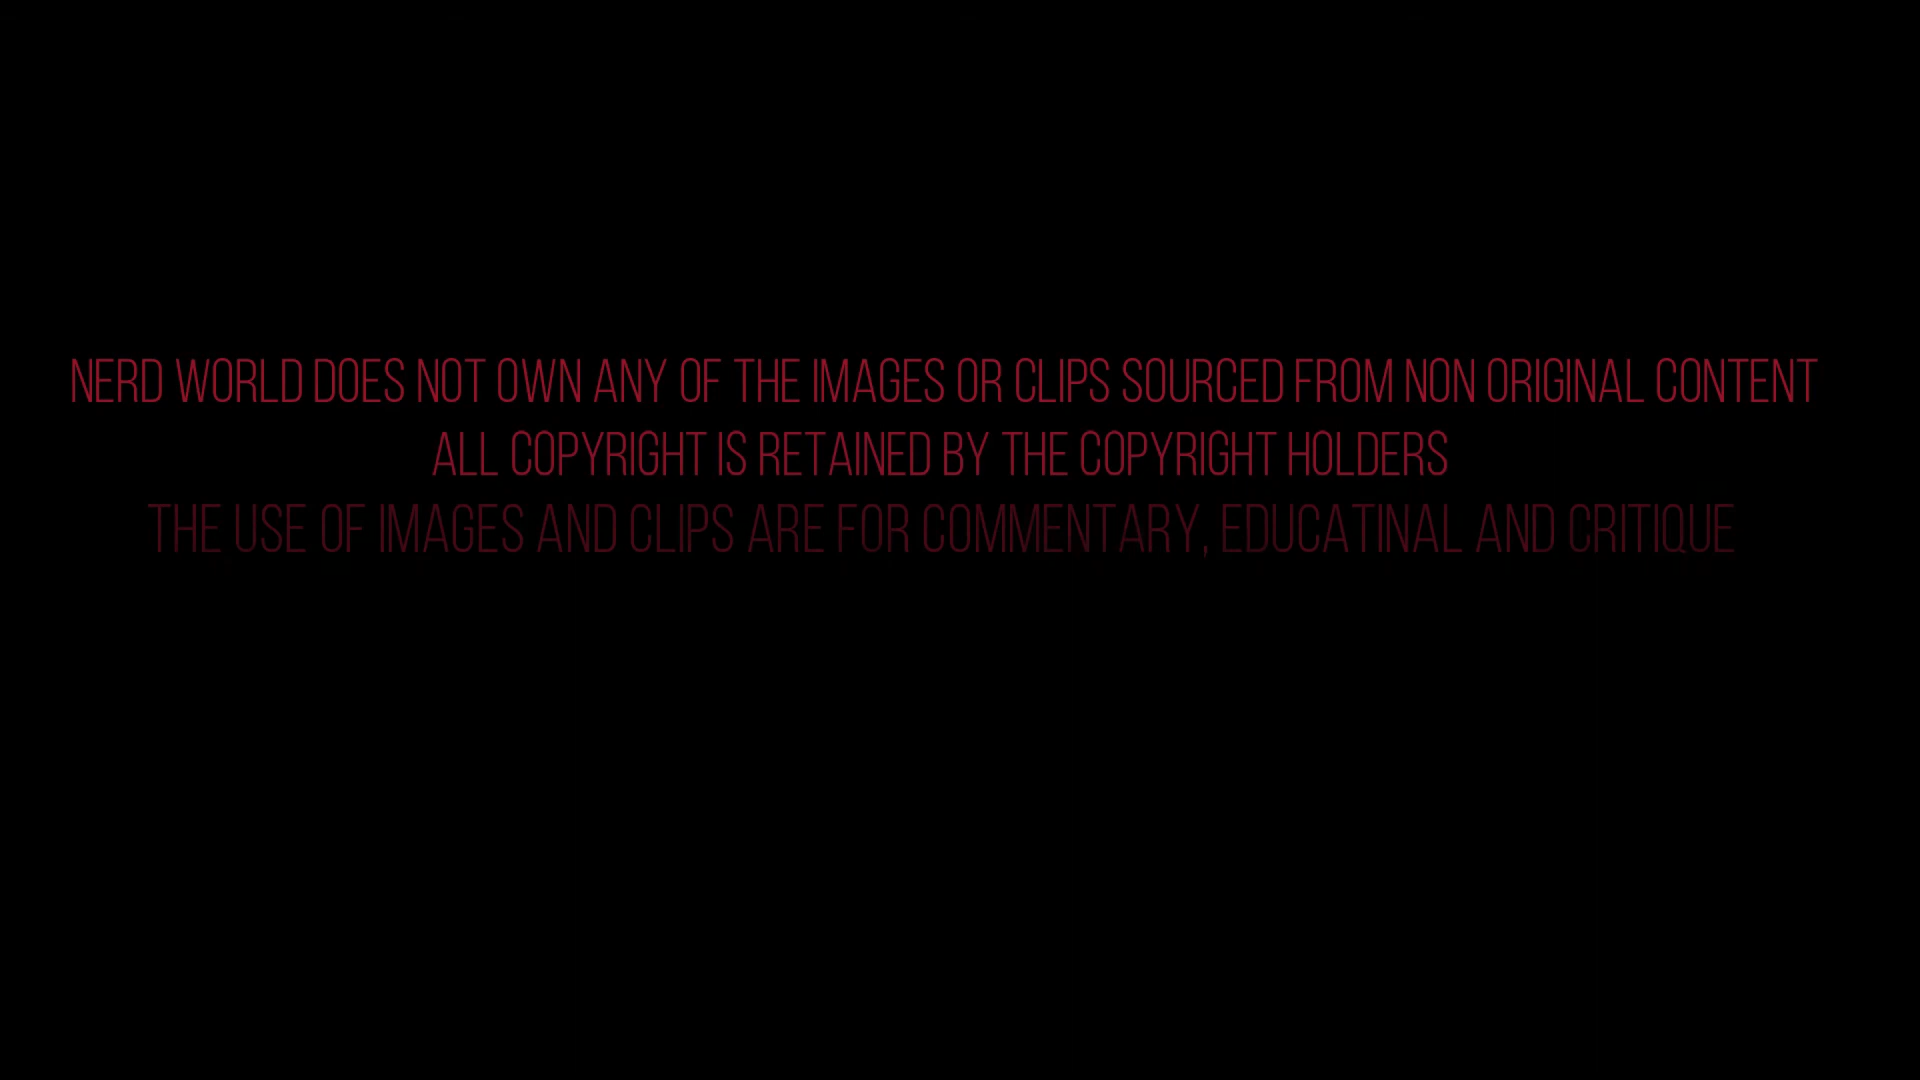 NERD WORLD DOES NOT OWN ANY OF THE IMAGES OR CLIPS SOURCED FROM NON ORIGINAL CONTENT
ALL COPYRIGHT IS RETAINED BY THE COPYRIGHT HOLDERS
THE USE OF IMAGES AND CLIPS ARE FOR COMMENTARY, EDUCATINAL AND CRITIQUE